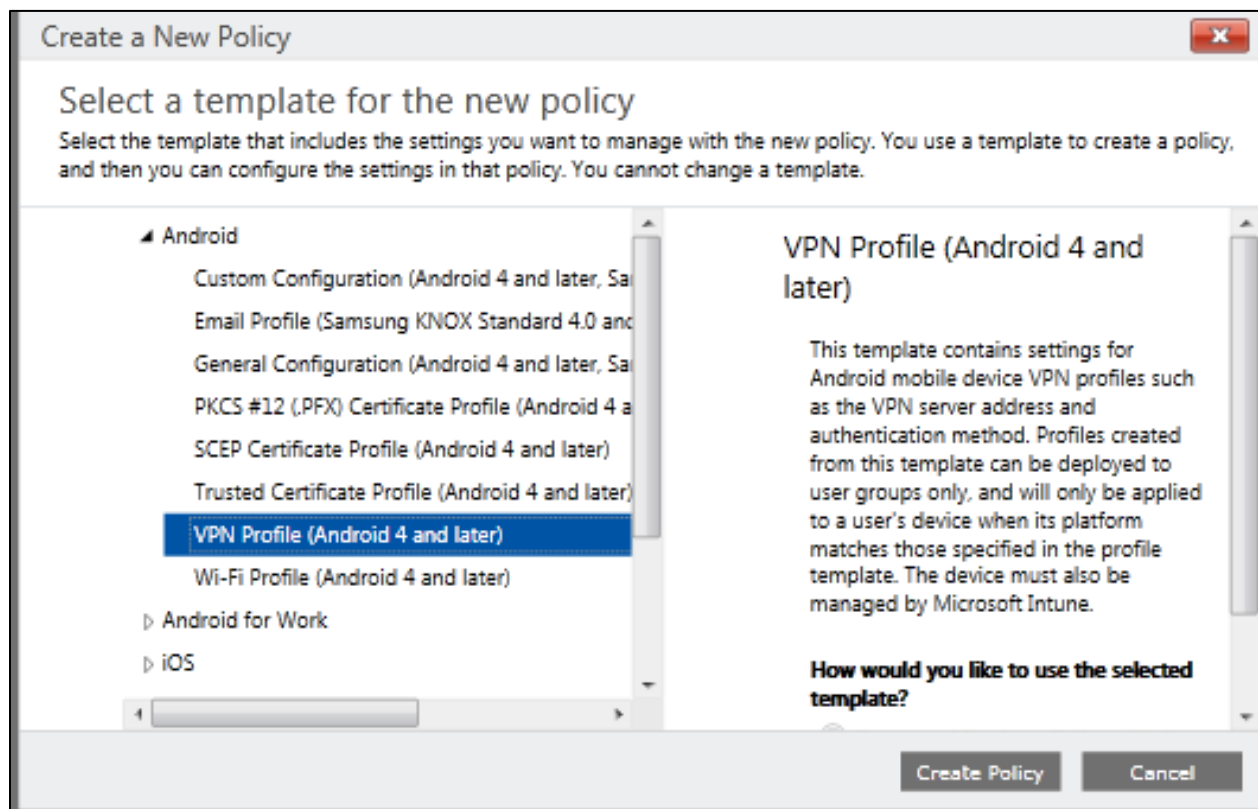 Create a New Policy
Select a template for the new policy
Select the template that includes the settings you want to manage with the new policy. You use a template to create a policy,
and then you can configure the settings in that policy. You cannot change a template.
Android
Custom Configuration (Android 4 and later, Sa
Email Profile (Samsung KNOX Standard 4.0 and
General Configuration (Android 4 and later, Sa
PKCS #12 (.PFX) Certificate Profile (Android 4 a
SCEP Certificate Profile (Android 4 and later)
Trusted Certificate Profile (Android 4 and later)
VPN Profile (Android 4 and later)
Wi-Fi Profile (Android 4 and later)
Android for Work
iOS
VPN Profile (Android 4 and
later)
This template contains settings for
Android mobile device VPN profiles such
as the VPN server address and
authentication method. Profiles created
from this template can be deployed to
user groups only, and will only be applied
to a user's device when its platform
matches those specified in the profile
template. The device must also be
managed by Microsoft Intune.
How would you like to use the selected
template?
Create Policy
Cancel